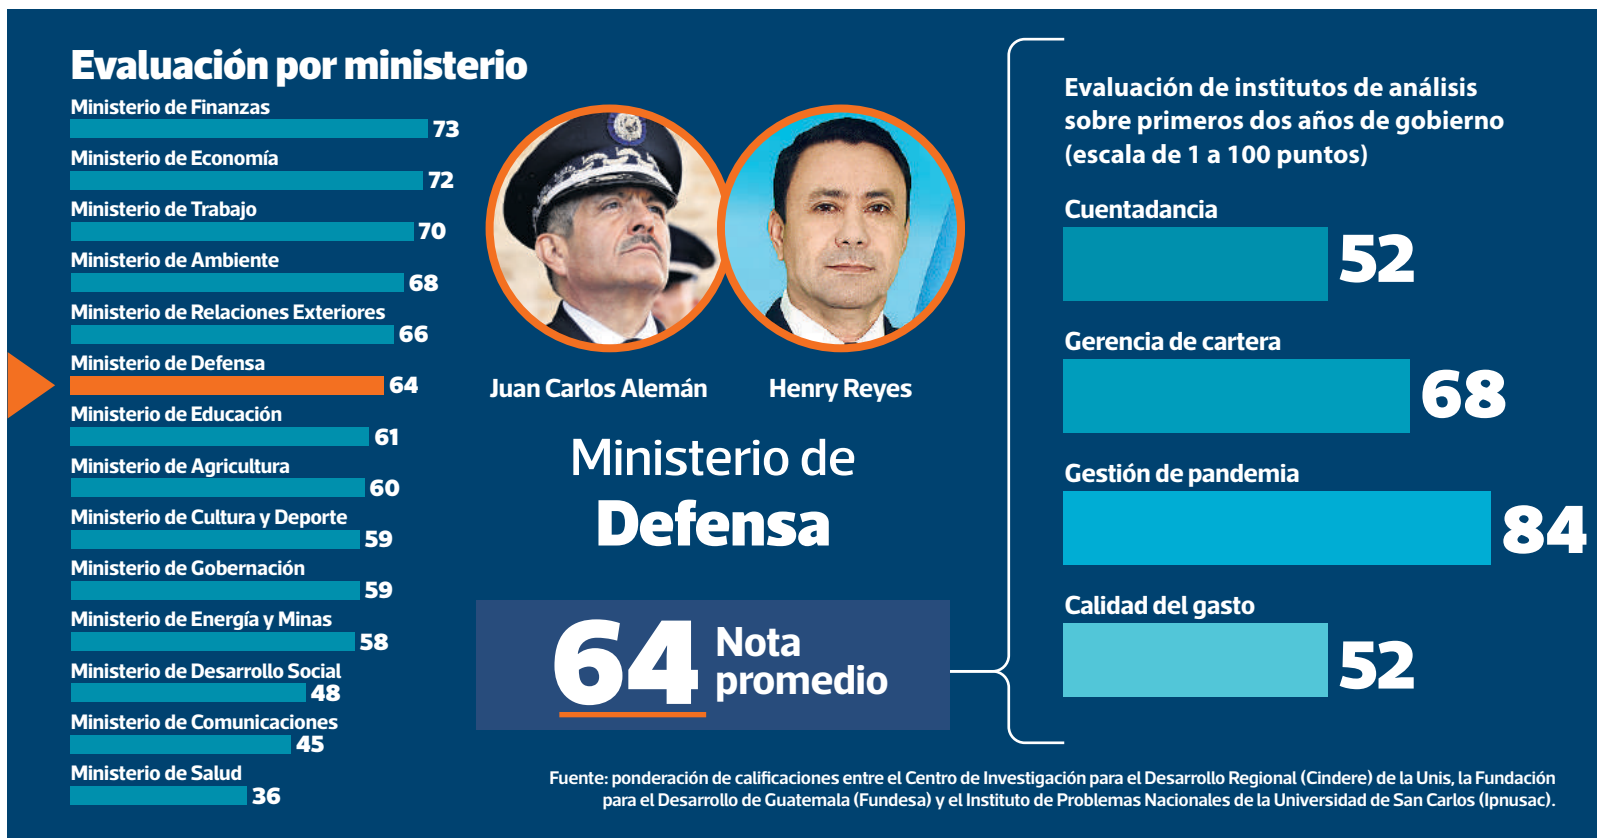 Evaluación por ministerio
Ministerio de Finanzas
73
Ministerio de Economía
72
Ministerio de Trabajo
70
Ministerio de Ambiente
68
Ministerio de Relaciones Exteriores
66
Ministerio de Defensa
64
Ministerio de Educación
61
Ministerio de Agricultura
60
Ministerio de Cultura y Deporte
59
Ministerio de Gobernación
59
Ministerio de Energía y Minas
58
Ministerio de Desarrollo Social
48
Ministerio de Comunicaciones
45
Ministerio de Salud
36
Juan Carlos Alemán
Henry Reyes
Ministerio de
Defensa
64
Nota
promedio
Evaluación de institutos de análisis
sobre primeros dos años de gobierno
(escala de 1 a 100 puntos)
Cuentadancia
52
Gerencia de cartera
68
Gestión de pandemia
84
Calidad del gasto
52
Fuente: ponderación de calificaciones entre el Centro de Investigación para el Desarrollo Regional (Cindere) de la Unis, la Fundación
para el Desarrollo de Guatemala (Fundesa) y el Instituto de Problemas Nacionales de la Universidad de San Carlos (Ipnusac).